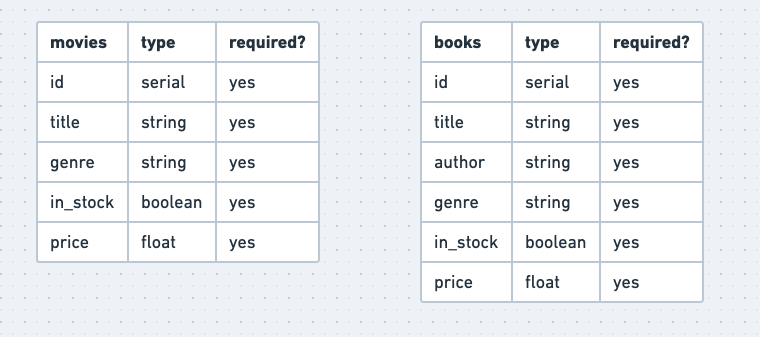 movies type required?
id serial yes
title string yes
genre string yes
in_stock boolean yes
price float yes
books type required?
id serial yes
title string yes
author string yes
genre string yes
in_stock boolean yes
price float yes